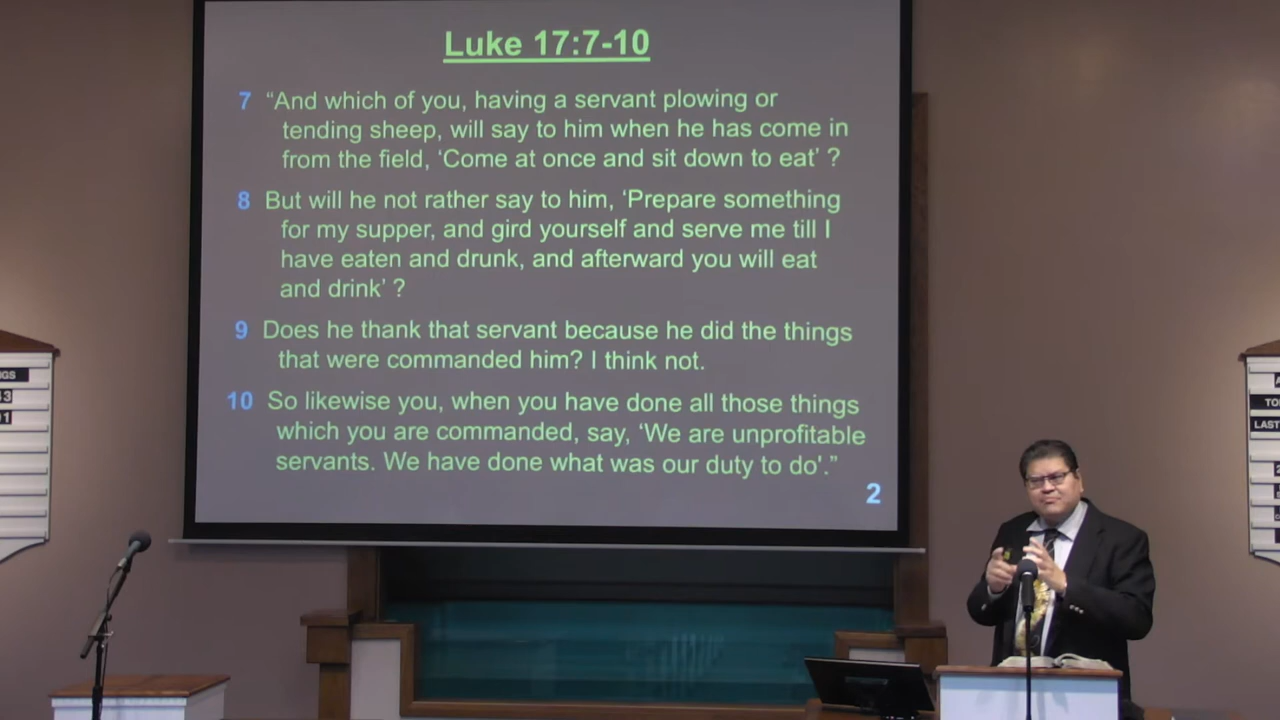 Luke 17:7-10
7 “And which of you, having a servant plowing or
tending sheep, will say to him when he has come in
from the field, ‘Come at once and sit down to eat’ ?
8 But will he not rather say to him, ‘Prepare something
for my supper, and gird yourself and serve me till I
have eaten and drunk, and afterward you will eat
and drink’ ?
9 Does he thank that servant because he did the things
that were commanded him? I think not.
10 So likewise you, when you have done all those things
which you are commanded, say, ‘We are unprofitable
servants. We have done what was our duty to do'.”
2
LAST